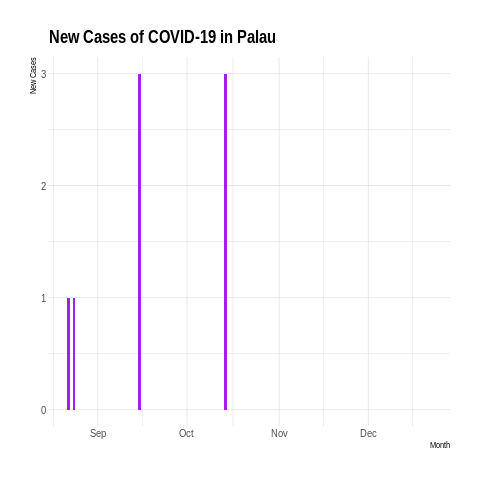 New Cases of COVID-19 in Palau
New Cases
3
2
1
0
Sep Oct Nov Dec
Month